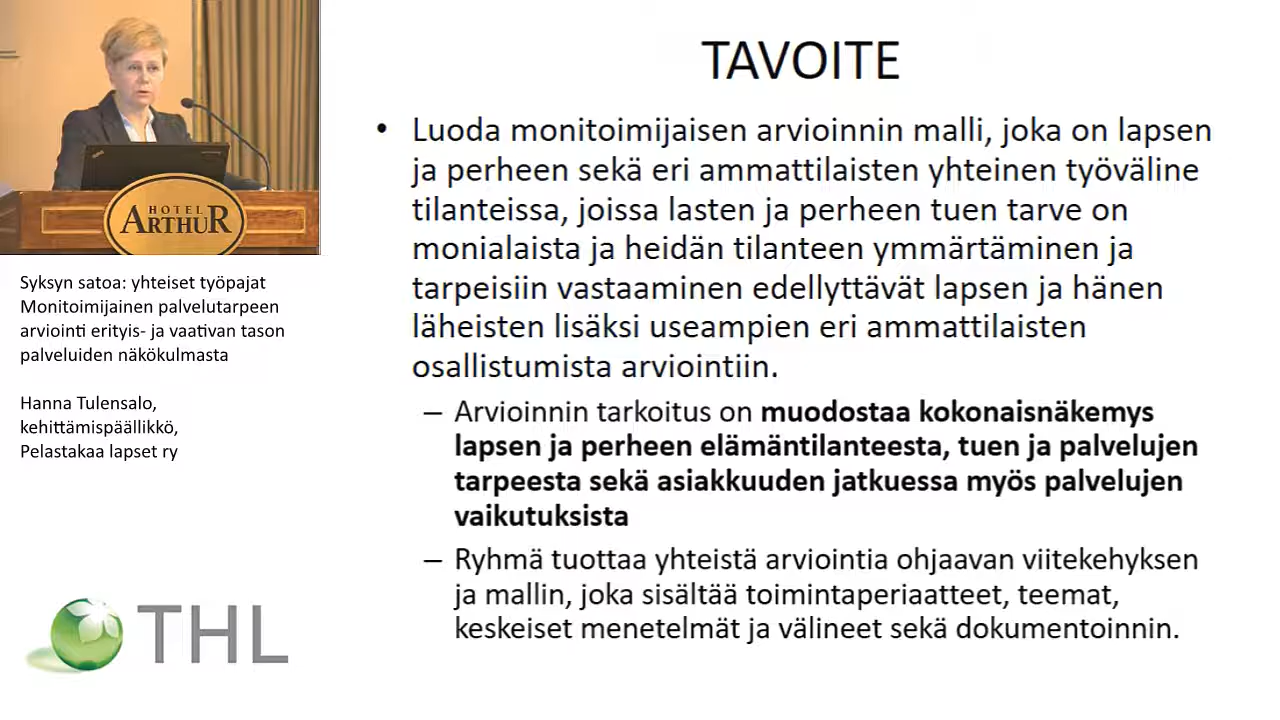 HOTEL
ARTHUR
Syksyn satoa: yhteiset työpajat
Monitoimijainen palvelutarpeen
arviointi erityis- ja vaativan tason
palveluiden näkökulmasta
Hanna Tulensalo,
kehittämispäällikkö,
Pelastakaa lapset ry
THL
TAVOITE
• Luoda monitoimijaisen arvioinnin malli, joka on lapsen
ja perheen sekä eri ammattilaisten yhteinen työväline
tilanteissa, joissa lasten ja perheen tuen tarve on
monialaista ja heidän tilanteen ymmärtäminen ja
tarpeisiin vastaaminen edellyttävät lapsen ja hänen
läheisten lisäksi useampien eri ammattilaisten
osallistumista arviointiin.
– Arvioinnin tarkoitus on muodostaa kokonaisnäkemys
lapsen ja perheen elämäntilanteesta, tuen ja palvelujen
tarpeesta sekä asiakkuuden jatkuessa myös palvelujen
vaikutuksista
– Ryhmä tuottaa yhteistä arviointia ohjaavan viitekehyksen
ja mallin, joka sisältää toimintaperiaatteet, teemat,
keskeiset menetelmät ja välineet sekä dokumentoinnin.